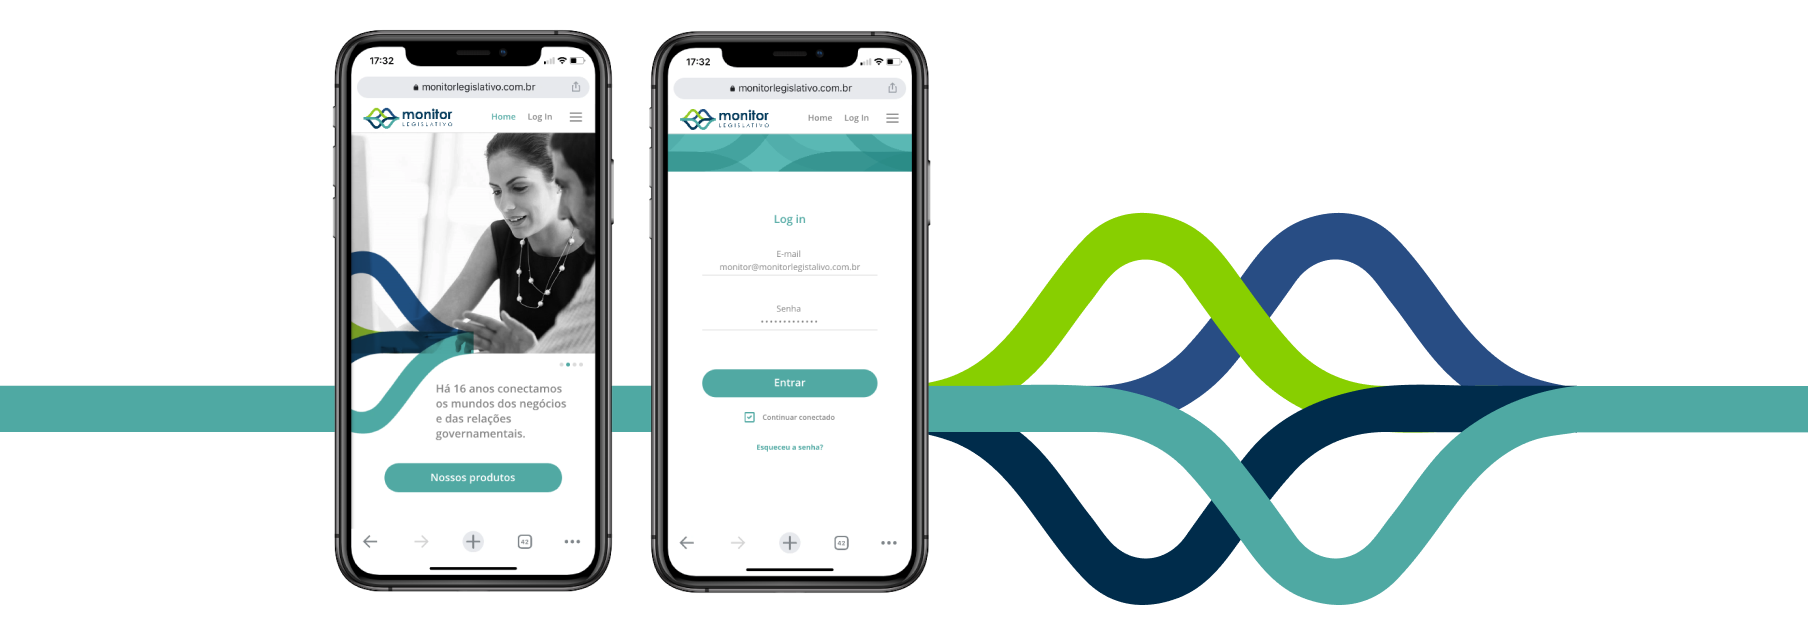 17:32
monitorlegislativo.com.br
monitor
LEGISLATIVO
Home
Log In
Há 16 anos conectamos
os mundos dos negócios
e das relações
governamentais.
Nossos produtos
42
17:32
monitorlegislativo.com.br
monitor
LEGISLATIVO
Home
Log In
Log in
E-mail
monitor@monitorlegistalivo.com.br
Senha
Entrar
Continuar conectado
Esqueceu a senha?
42